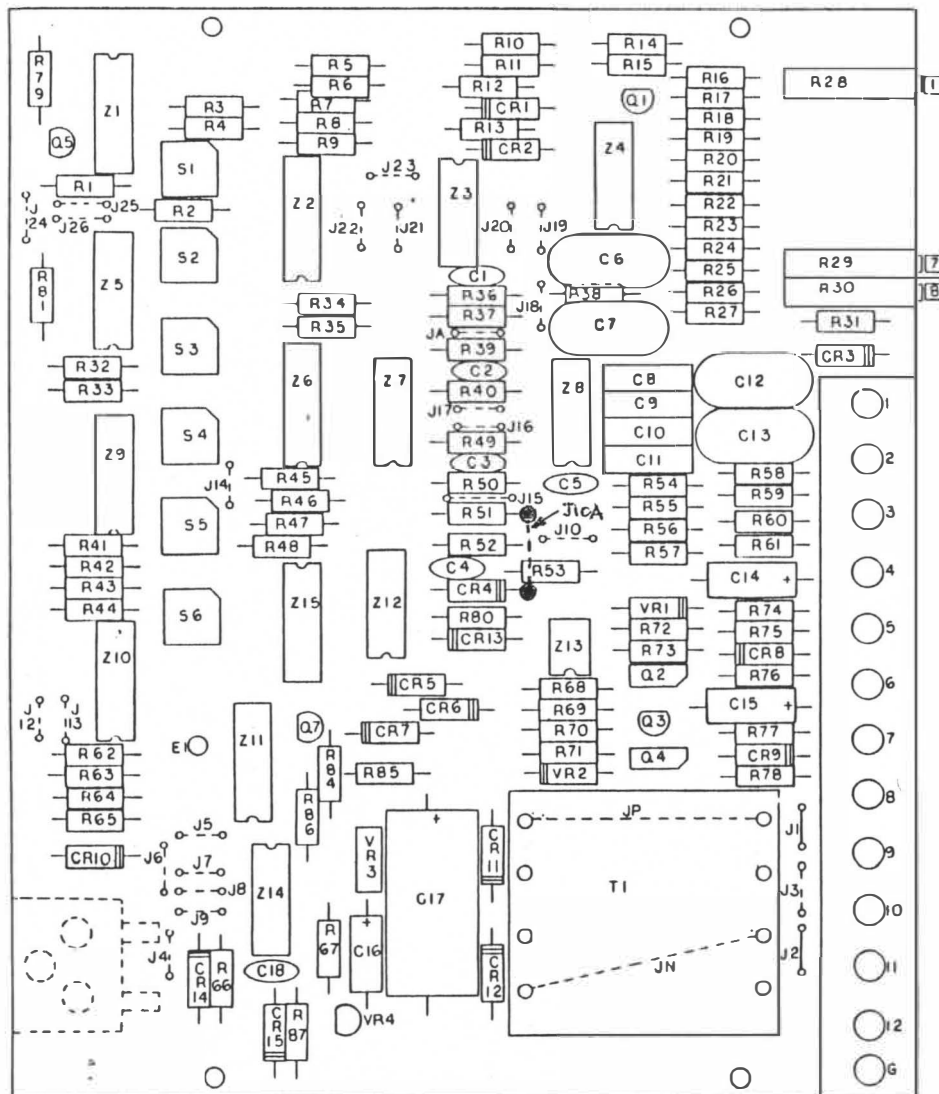 R10
R14
R11
R15
R79
R5
R6
R12
R16
R28
1
R7
CR1
Q1
R17
Z1
R3
R8
R13
R18
R4
R9
CR2
Z4
R19
Q5
R20
S1
J23
R21
R1
Z2
Z3
R22
J24
J25
J26
R2
J22
J21
J20
J19
R23
R24
S2
C6
R29
7
R81
Z5
C1
R25
R36
R38
R26
R30
8
R34
R37
J18
R27
R35
JA
C7
R31
S3
R39
CR3
R32
Z6
Z7
C2
Z8
C8
C12
R33
R40
C9
1
J17
S4
J16
C10
C13
Z9
R49
C11
2
C3
R58
J14
R45
R50
C5
R54
R59
R46
J15
R55
3
S5
R47
R51
J10A
J10
R56
R60
R41
R48
R52
R57
R61
R42
C4
R53
C14 +
4
R43
CR4
R44
S6
Z15
Z12
R80
VR1
R74
CR13
Z13
R72
R75
5
Z10
R73
CR8
CR5
R68
Q2
R76
6
J12
J13
CR6
R69
C15 +
Q7
CR7
R70
Q3
R77
7
E1
Z11
R71
Q4
CR9
R62
R84
R85
VR2
R78
R63
R64
8
R65
R86
+
JP
J1
J5
VR3
CR11
CR10
J6
J7
9
J8
Z14
C17
T1
J3
J9
+
10
J4
R67
C16
JN
J2
CR14
R66
C18
CR12
11
CR15
R87
VR4
12
G